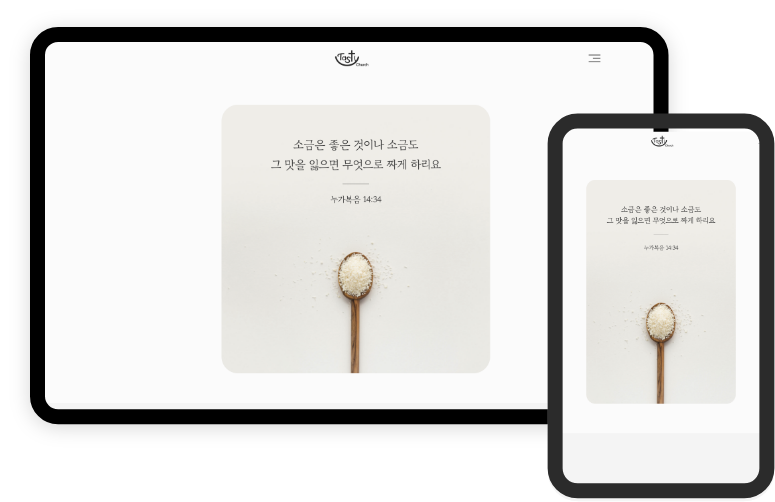 Tasty
Church
소금은 좋은 것이나 소금도
그 맛을 잃으면 무엇으로 짜게 하리요
누가복음 14:34
Tasty
소금은 좋은 것이나 소금도
그 맛을 잃으면 무엇으로 짜게 하리요
누가복음 14:34